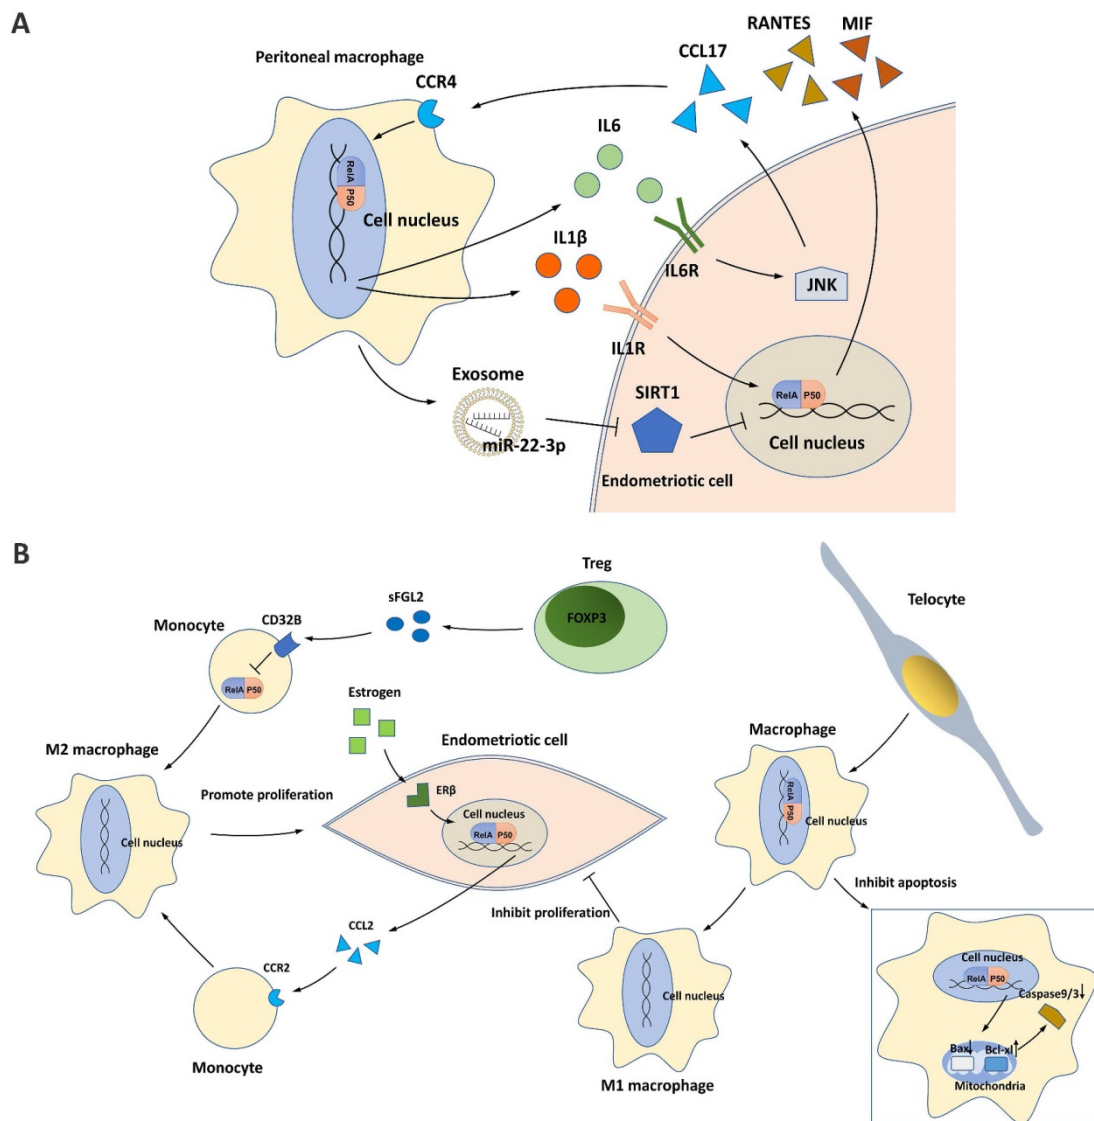 A
Peritoneal macrophage
CCR4
RelA
P50
Cell nucleus
CCL17
RANTES
MIF
IL6
IL1β
IL6R
IL1R
JNK
Exosome
miR-22-3p
SIRT1
RelA P50
Cell nucleus
Endometriotic cell
B
Monocyte
CD32B
RelA P50
sFGL2
Treg
FOXP3
Telocyte
Estrogen
M2 macrophage
Cell nucleus
Promote proliferation
Endometriotic cell
ERβ
Cell nucleus
RelA P50
Macrophage
RelA
P50
Cell nucleus
Inhibit proliferation
Inhibit apoptosis
CCL2
CCR2
Monocyte
Cell nucleus
M1 macrophage
Cell nucleus
RelA P50
Caspase9/3↓
Bax↓
Bcl-xl↑
Mitochondria